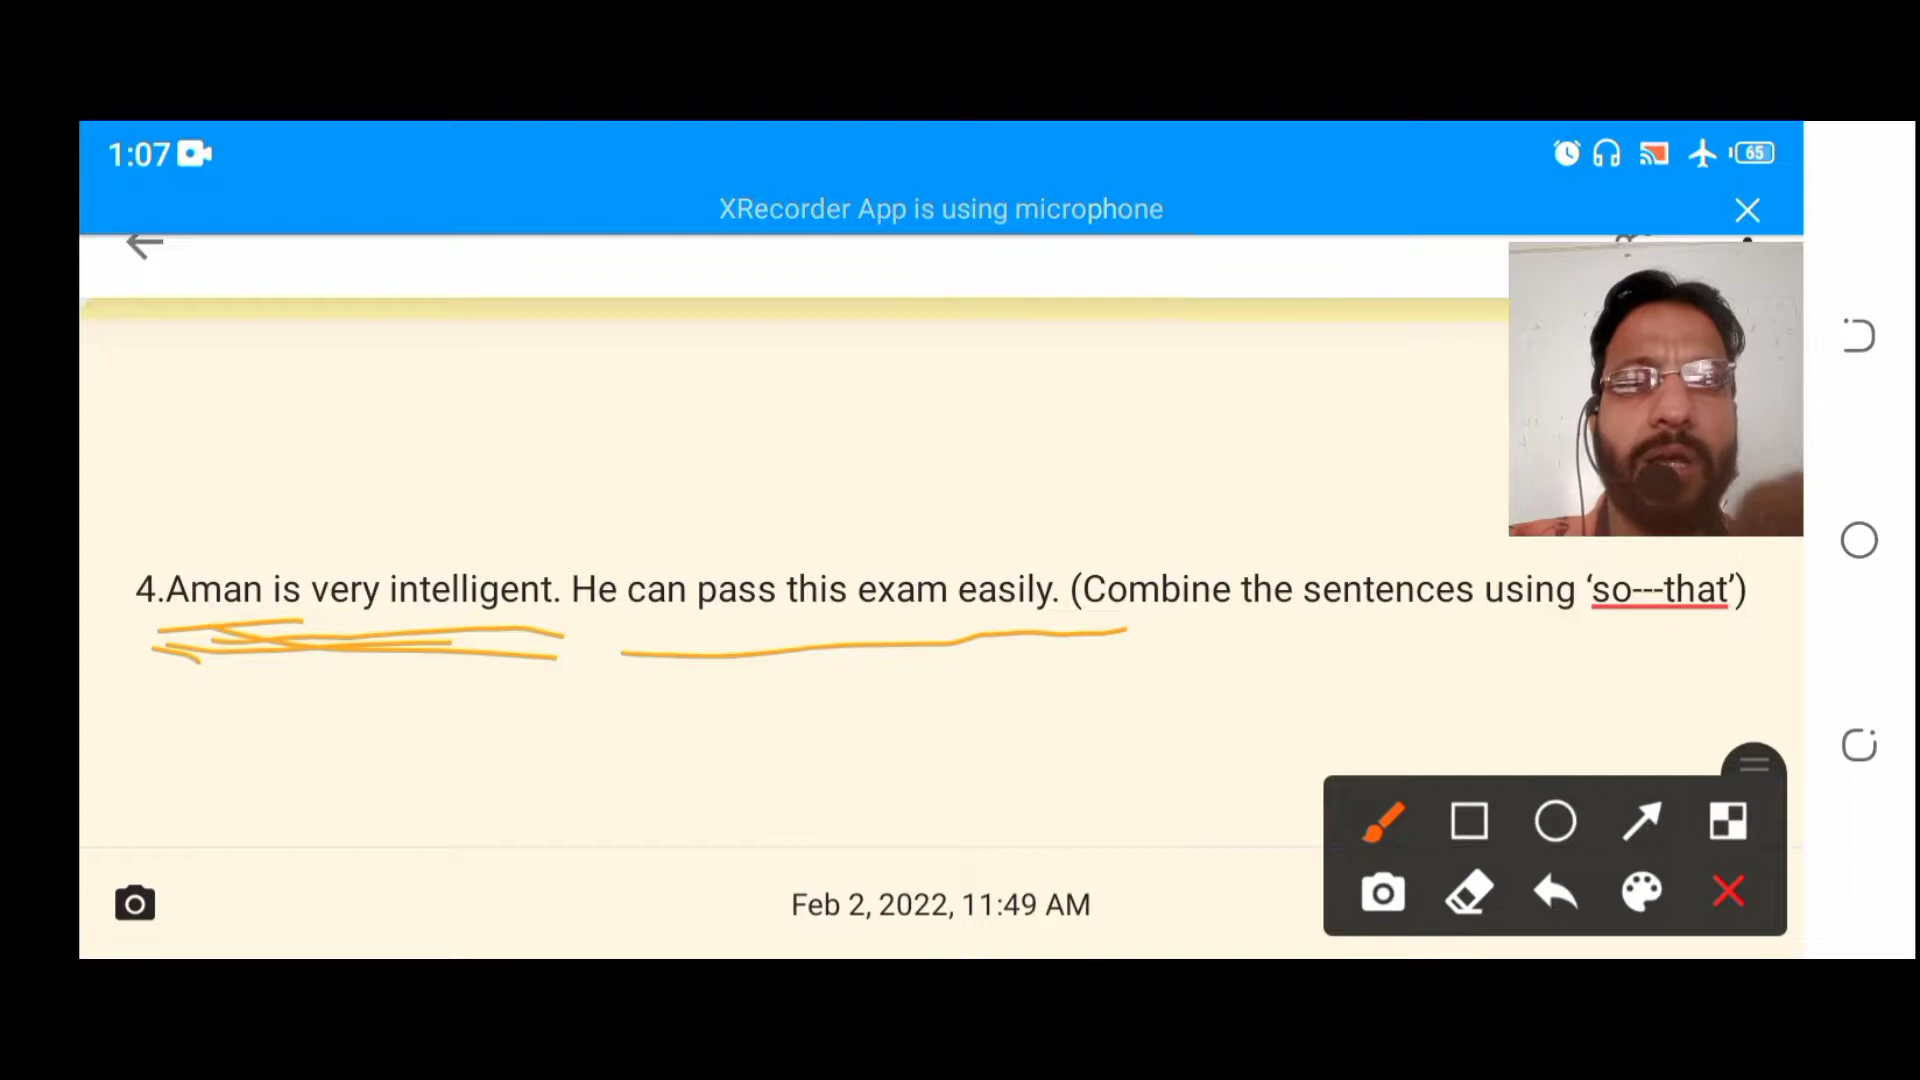 1:07
65
XRecorder App is using microphone
4.Aman is very intelligent. He can pass this exam easily. (Combine the sentences using ‘so---that’)
Feb 2, 2022, 11:49 AM